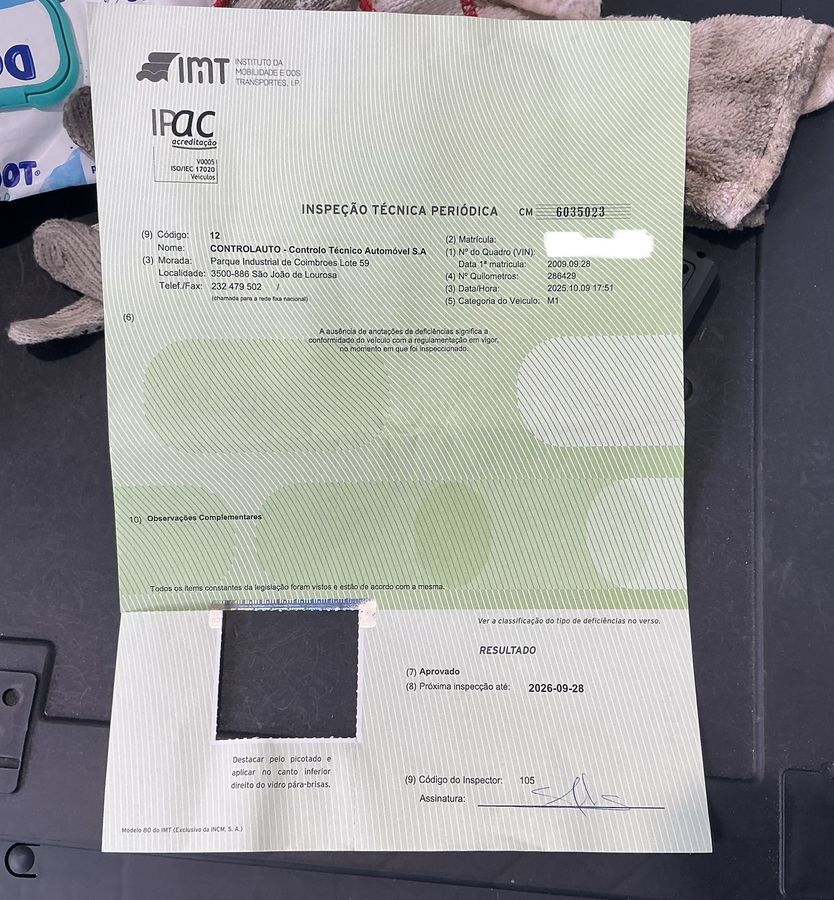 IMT INSTITUTO DA
MOBILIDADE E DOS
TRANSPORTES, I.P.
IPac
acreditação
V0005
ISO/IEC 17020
Veículos
INSPEÇÃO TÉCNICA PERIÓDICA CM 6035023
(9) Código: 12
Nome: CONTROLAUTO - Controlo Técnico Automóvel S.A
(3) Morada: Parque Industrial de Coimbroes Lote 59
Localidade: 3500-886 São João de Lourosa
Telef./Fax: 232 479 502 /
(chamada para a rede fixa nacional)
(2) Matrícula:
(1) Nº do Quadro (VIN):
Data 1ª matrícula: 2009.09.28
(4) Nº Quilómetros: 286429
(3) Data/Hora: 2025.10.09 17:51
(5) Categoria do Veículo: M1
(6)
A ausência de anotações de deficiências significa a
conformidade do veículo com a regulamentação em vigor,
no momento em que foi inspeccionado.
10) Observações Complementares
Todos os itens constantes da legislação foram vistos e estão de acordo com a mesma.
Ver a classificação do tipo de deficiências no verso.
RESULTADO
(7) Aprovado
(8) Próxima inspecção até: 2026-09-28
Destacar pelo picotado e
aplicar no canto inferior
direito do vidro pára-brisas.
(9) Código do Inspector: 105
Assinatura:
Modelo 80 do IMT (Exclusivo da INCM, S. A.)